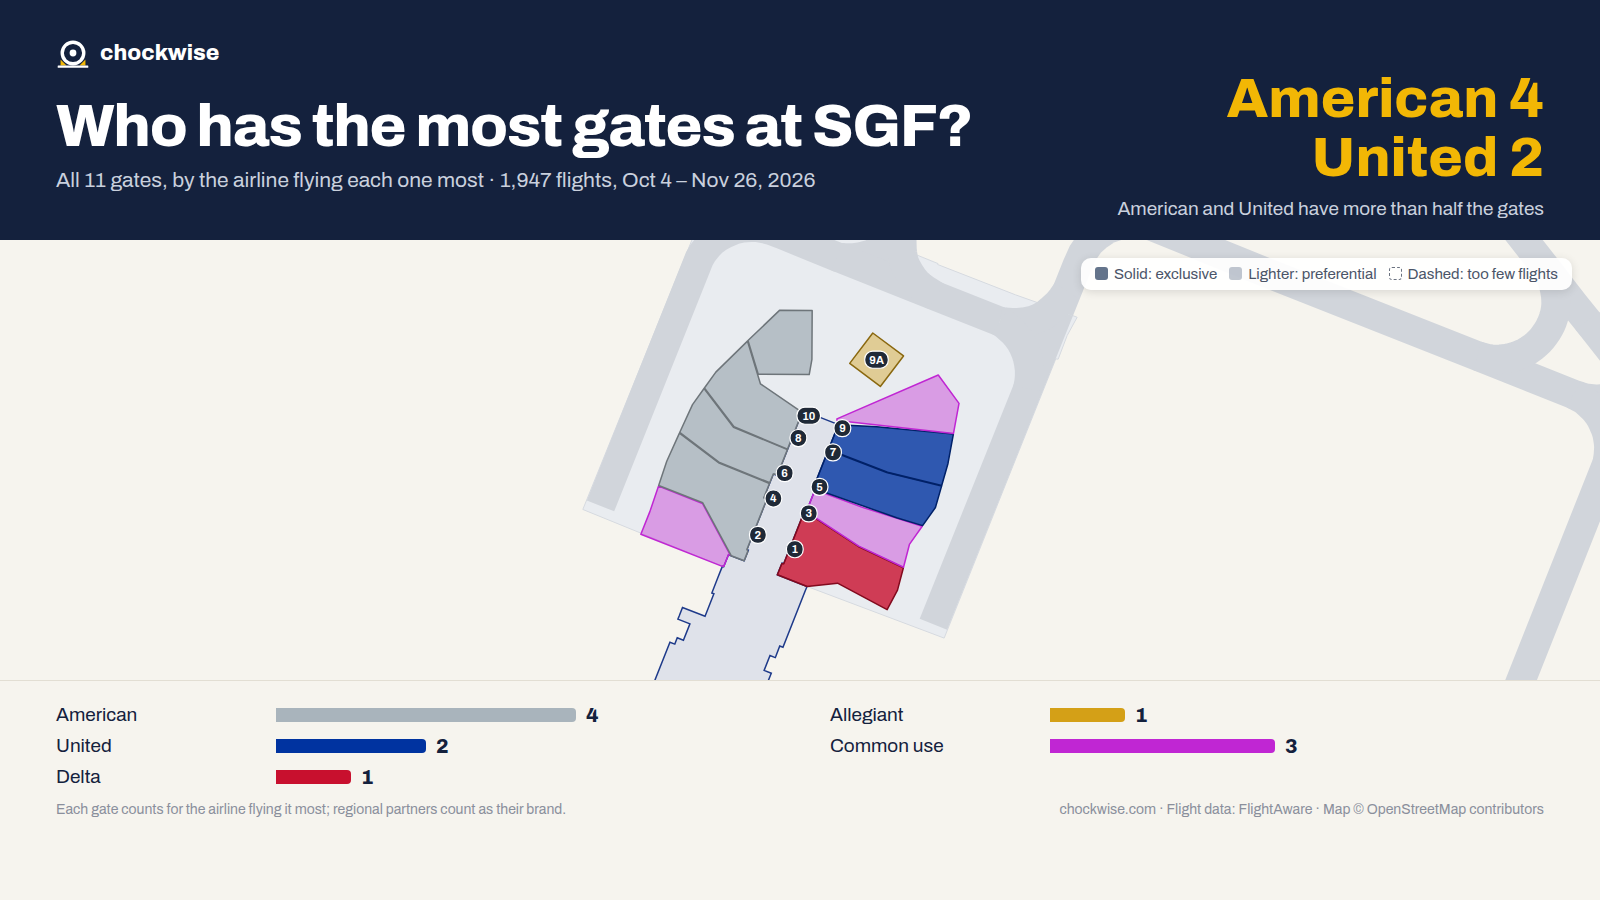 chockwise
Who has the most gates at SGF?
All 11 gates, by the airline flying each one most · 1,947 flights, Oct 4 – Nov 26, 2026
American 4
United 2
American and United have more than half the gates
Solid: exclusive Lighter: preferential Dashed: too few flights
9A
10
9
8
7
6
5
4
3
2
1
American 4
United 2
Delta 1
Allegiant 1
Common use 3
Each gate counts for the airline flying it most; regional partners count as their brand.
chockwise.com · Flight data: FlightAware · Map © OpenStreetMap contributors